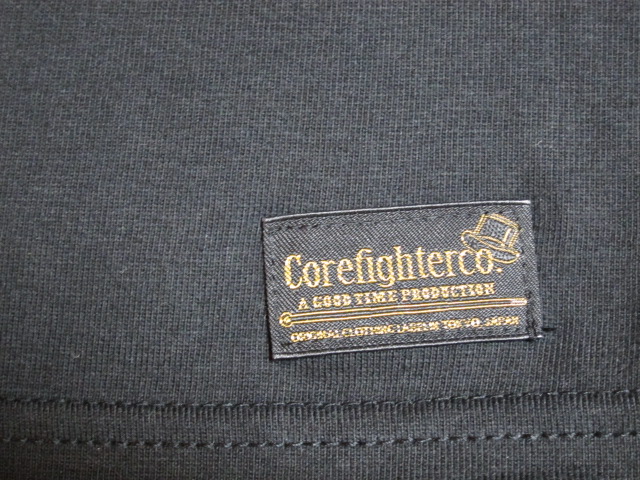 Corefighterco.
A GOOD TIME PRODUCTION
ORIGINAL CLOTHING LABEL IN TOKYO JAPAN